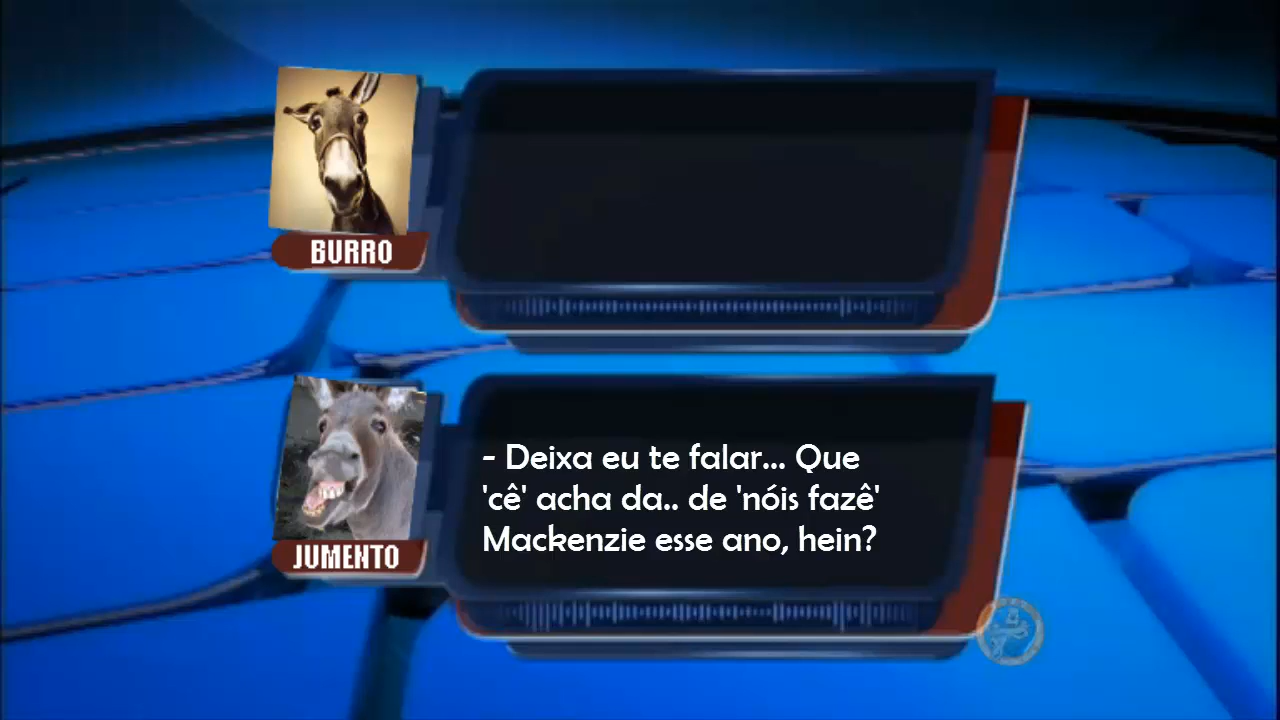 BURRO
- Deixa eu te falar... Que
'cê' acha da.. de 'nóis fazê'
Mackenzie esse ano, hein?
JUMENTO